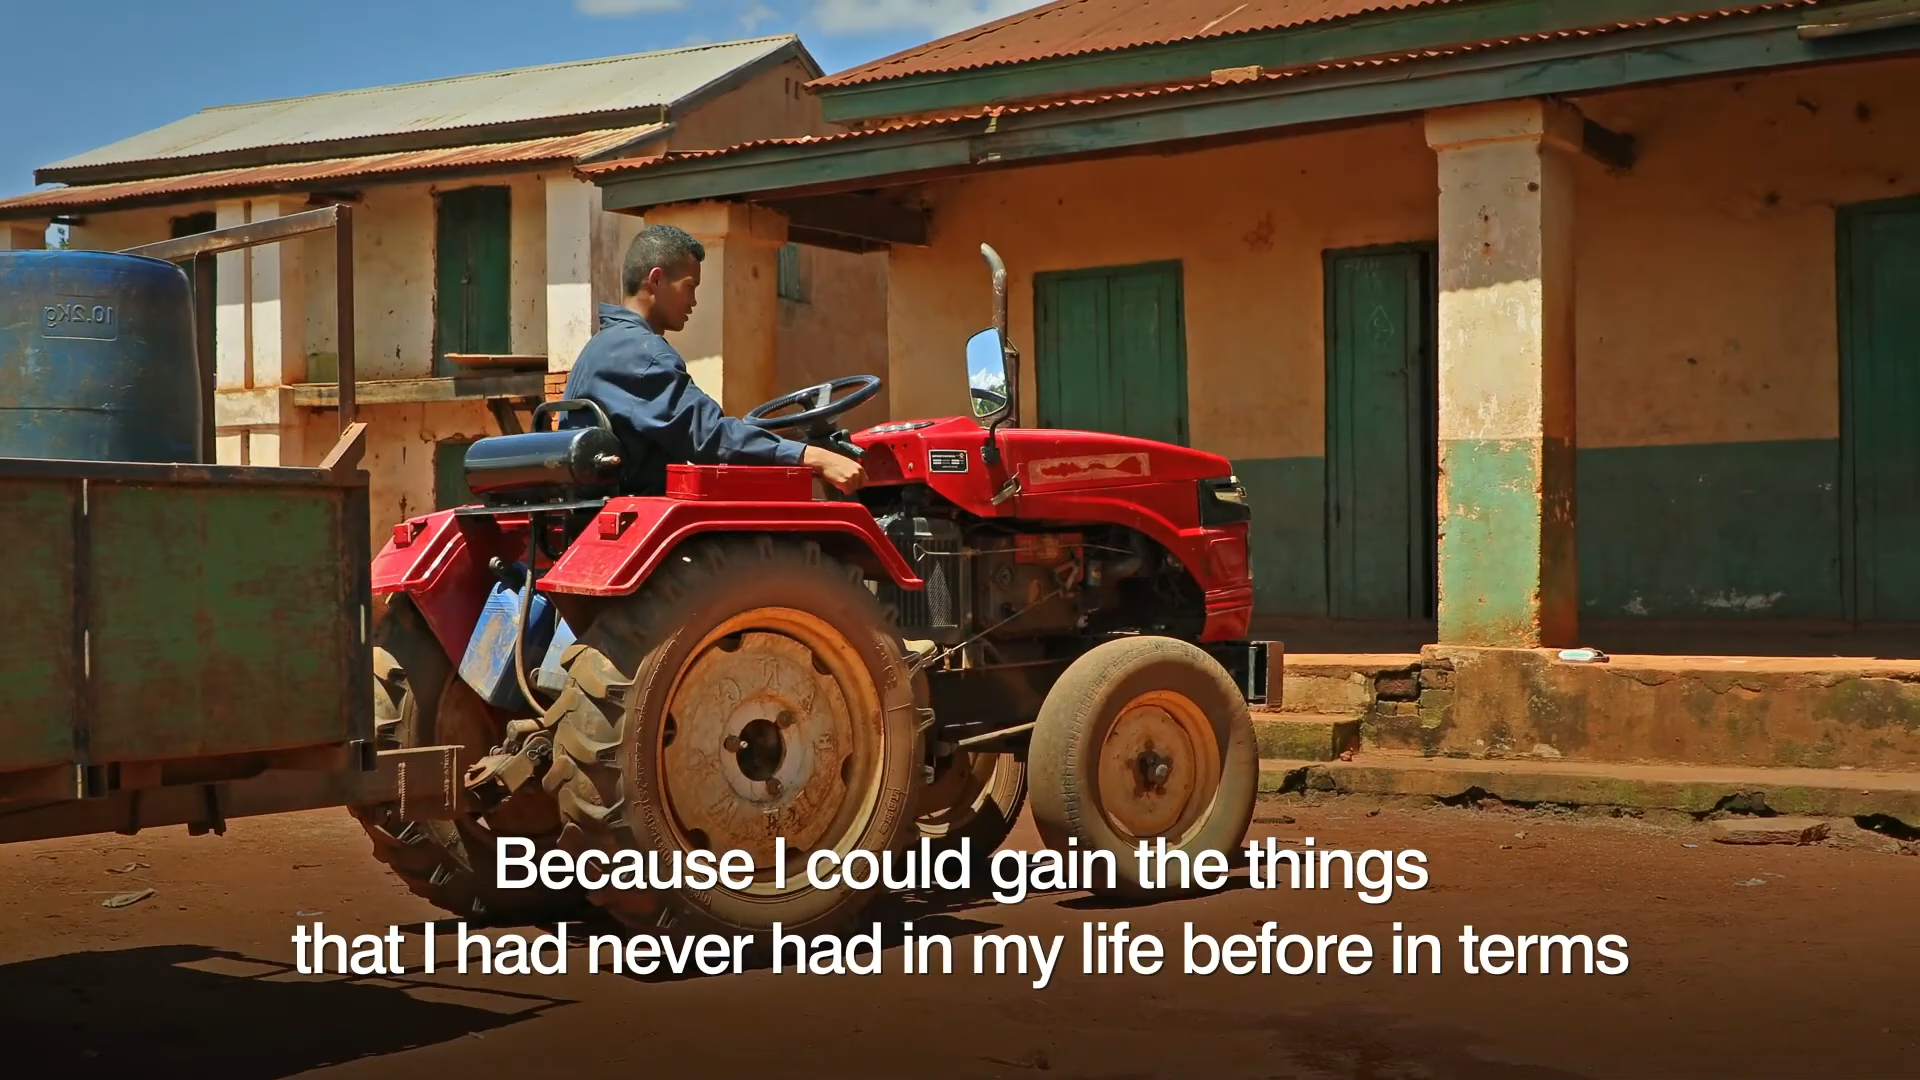 10.2Kg
Because I could gain the things
that I had never had in my life before in terms